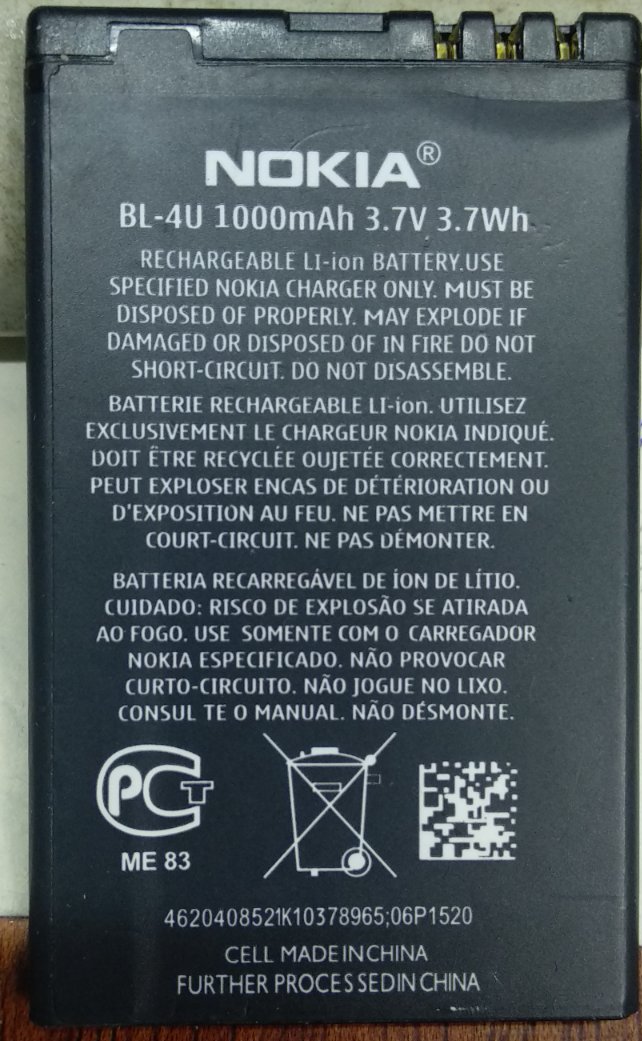 NOKIA®
BL-4U 1000mAh 3.7V 3.7Wh
RECHARGEABLE LI-ion BATTERY.USE
SPECIFIED NOKIA CHARGER ONLY. MUST BE
DISPOSED OF PROPERLY. MAY EXPLODE IF
DAMAGED OR DISPOSED OF IN FIRE DO NOT
SHORT-CIRCUIT. DO NOT DISASSEMBLE.
BATTERIE RECHARGEABLE LI-ion. UTILISEZ
EXCLUSIVEMENT LE CHARGEUR NOKIA INDIQUÉ.
DOIT ÊTRE RECYCLÉE OUJETÉE CORRECTEMENT.
PEUT EXPLOSER ENCAS DE DÉTÉRIORATION OU
D'EXPOSITION AU FEU. NE PAS METTRE EN
COURT-CIRCUIT. NE PAS DÉMONTER.
BATTERIA RECARREGÁVEL DE ÍON DE LÍTIO.
CUIDADO: RISCO DE EXPLOSÃO SE ATIRADA
AO FOGO. USE SOMENTE COM O CARREGADOR
NOKIA ESPECIFICADO. NÃO PROVOCAR
CURTO-CIRCUITO. NÃO JOGUE NO LIXO.
CONSUL TE O MANUAL. NÃO DÉSMONTE.
PCT
ME 83
4620408521K10378965;06P1520
CELL MADE IN CHINA
FURTHER PROCESSED IN CHINA